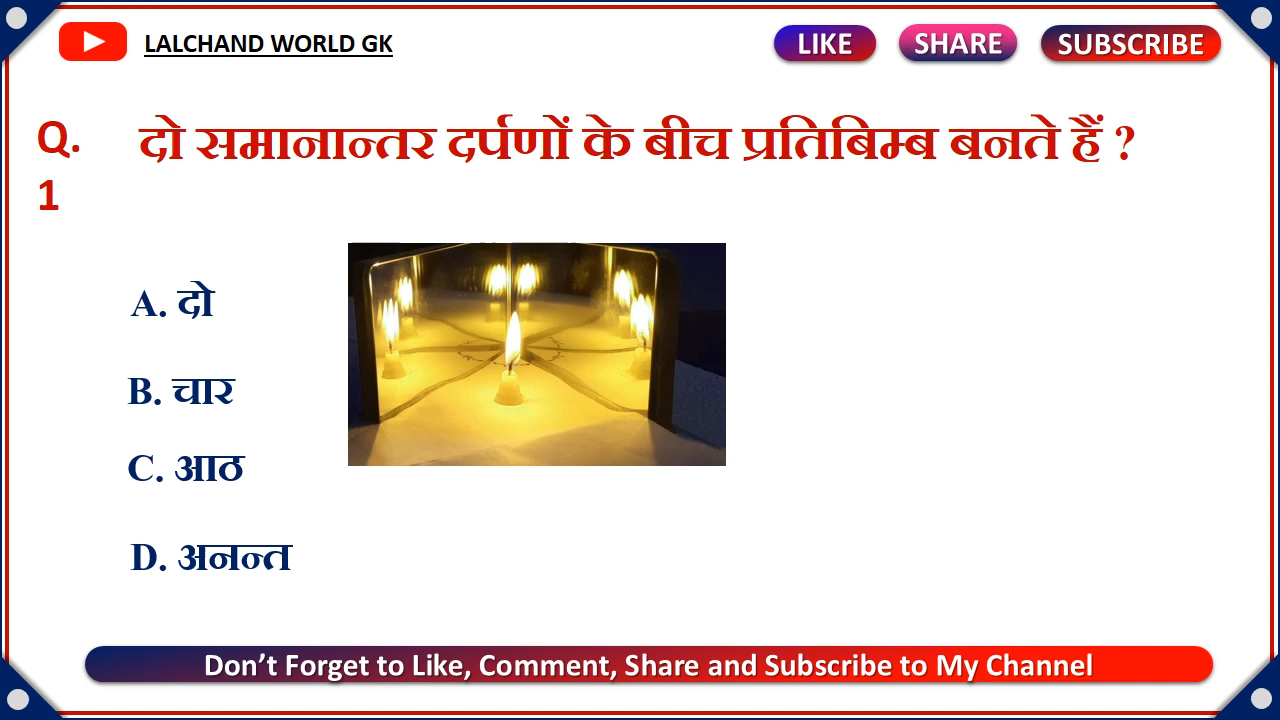 LALCHAND WORLD GK
LIKE SHARE SUBSCRIBE
Q. 1 दो समानान्तर दर्पणों के बीच प्रतिबिम्ब बनते हैं ?
A. दो
B. चार
C. आठ
D. अनन्त
Don’t Forget to Like, Comment, Share and Subscribe to My Channel